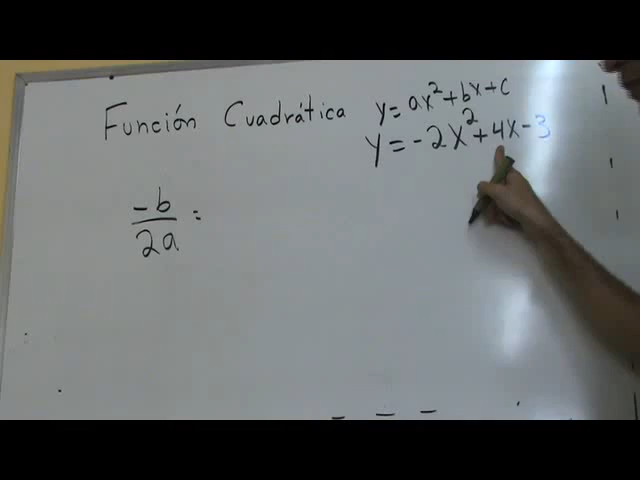 Función Cuadrática
y=ax²+bx+c
y=-2x²+4x-3
-b
2a
=